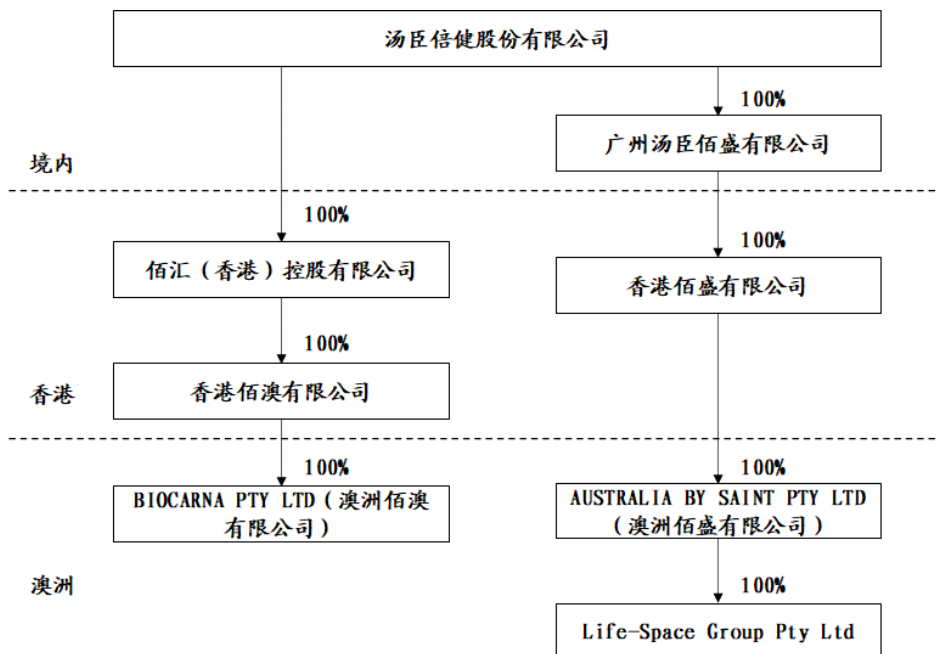 汤臣倍健股份有限公司
100%
广州汤臣佰盛有限公司
境内
100%
100%
佰汇（香港）控股有限公司
香港佰盛有限公司
100%
香港佰澳有限公司
香港
100%
100%
BIOCARNA PTY LTD（澳洲佰澳
有限公司）
AUSTRALIA BY SAINT PTY LTD
（澳洲佰盛有限公司）
澳洲
100%
Life-Space Group Pty Ltd